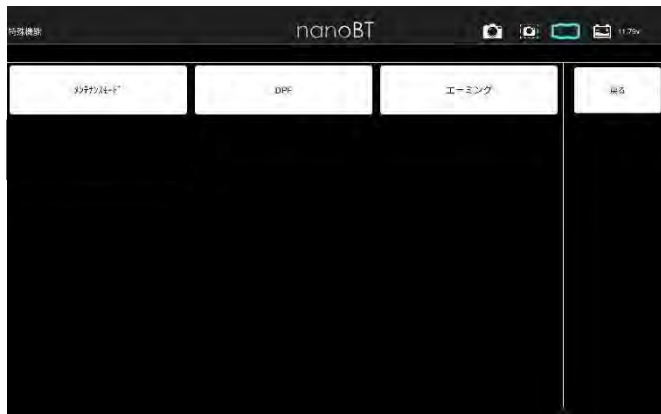 特殊機能
nanoBT
11.79v
メンテナンスモード
DPF
エーミング
戻る